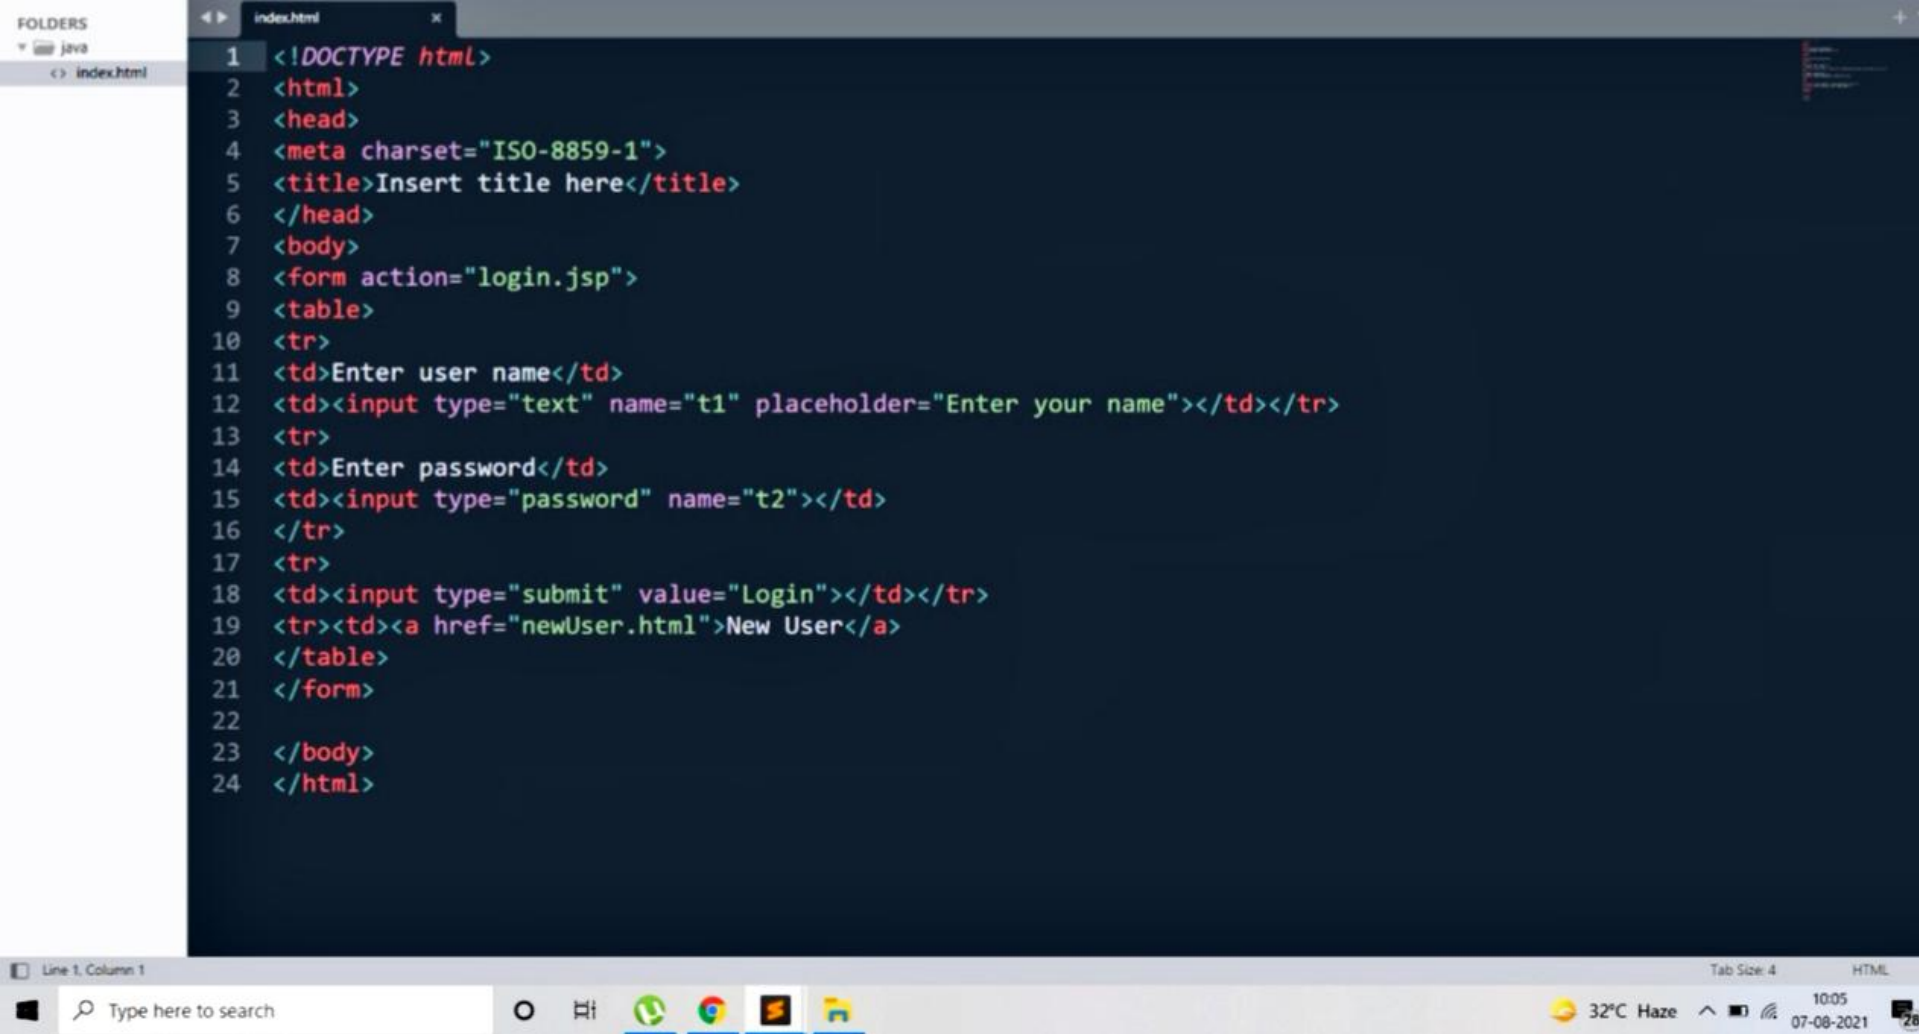 FOLDERS
java
index.html
index.html
1 <!DOCTYPE html>
2 <html>
3 <head>
4 <meta charset="ISO-8859-1">
5 <title>Insert title here</title>
6 </head>
7 <body>
8 <form action="login.jsp">
9 <table>
10 <tr>
11 <td>Enter user name</td>
12 <td><input type="text" name="t1" placeholder="Enter your name"></td></tr>
13 <tr>
14 <td>Enter password</td>
15 <td><input type="password" name="t2"></td>
16 </tr>
17 <tr>
18 <td><input type="submit" value="Login"></td></tr>
19 <tr><td><a href="newUser.html">New User</a>
20 </table>
21 </form>
22
23 </body>
24 </html>
Line 1, Column 1
Tab Size: 4 HTML
Type here to search
32°C Haze
10:05
07-08-2021
28